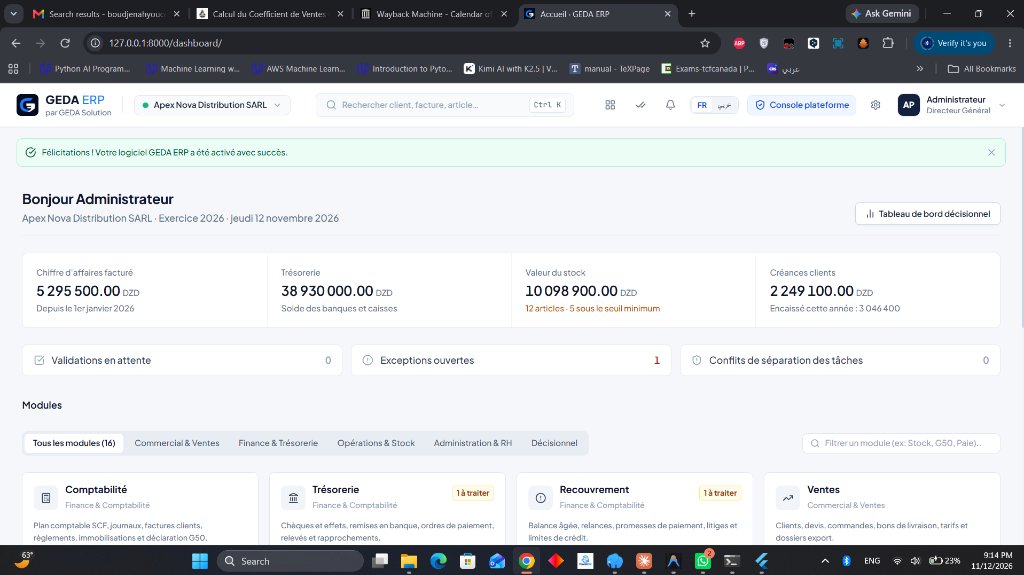 Search results - boudjenahyouc
Calcul du Coefficient de Ventes
Wayback Machine - Calendar of
Accueil · GEDA ERP
Ask Gemini
127.0.0.1:8000/dashboard/
ABP
Verify it's you
Python AI Program...
Machine Learning w...
AWS Machine Learn...
Introduction to Pyto...
Kimi AI with K2.5 | V...
manual - TeXPage
Exams-tcfcanada | P...
عربي
All Bookmarks
GEDA ERP
par GEDA Solution
Apex Nova Distribution SARL
Rechercher client, facture, article...
Ctrl K
FR
عربي
Console plateforme
AP
Administrateur
Directeur Général
Félicitations ! Votre logiciel GEDA ERP a été activé avec succès.
Bonjour Administrateur
Apex Nova Distribution SARL · Exercice 2026 · jeudi 12 novembre 2026
Tableau de bord décisionnel
Chiffre d'affaires facturé
5 295 500.00 DZD
Depuis le 1er janvier 2026
Trésorerie
38 930 000.00 DZD
Solde des banques et caisses
Valeur du stock
10 098 900.00 DZD
12 articles · 5 sous le seuil minimum
Créances clients
2 249 100.00 DZD
Encaissé cette année : 3 046 400
Validations en attente
0
Exceptions ouvertes
1
Conflits de séparation des tâches
0
Modules
Tous les modules (16)
Commercial & Ventes
Finance & Trésorerie
Opérations & Stock
Administration & RH
Décisionnel
Filtrer un module (ex: Stock, G50, Paie)..
Comptabilité
Finance & Comptabilité
Plan comptable SCF, journaux, factures clients,
règlements, immobilisations et déclaration G50.
Trésorerie
Finance & Comptabilité
1 à traiter
Chèques et effets, remises en banque, ordres de paiement,
relevés et rapprochements.
Recouvrement
Finance & Comptabilité
1 à traiter
Balance âgée, relances, promesses de paiement, litiges et
limites de crédit.
Ventes
Commercial & Ventes
Clients, devis, commandes, bons de livraison, tarifs et
dossiers export.
63°
Search
2
ENG
23%
9:14 PM
11/12/2026